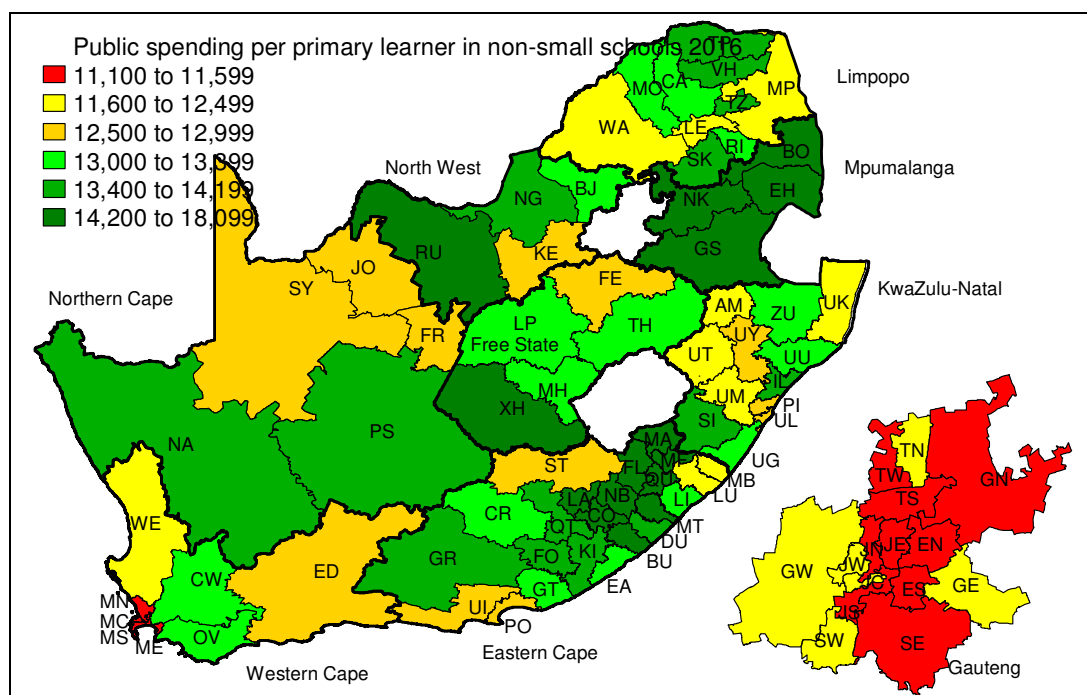 Public spending per primary learner in non-small schools 2016
11,100 to 11,599
11,600 to 12,499
12,500 to 12,999
13,000 to 13,399
13,400 to 14,199
14,200 to 18,099
Limpopo
Mpumalanga
North West
Northern Cape
KwaZulu-Natal
Free State
Western Cape
Eastern Cape
Gauteng
VH
CA
MO
MP
TZ
WA
LE
RI
SK
BO
EH
NK
GS
BJ
NG
KE
RU
JO
SY
FR
FE
LP
TH
MH
XH
AM
ZU
UK
UY
UT
UU
UM
IL
PI
UL
SI
UG
NA
PS
ST
MA
FL
NB
LA
CO
QT
FO
KI
CR
GR
GT
LI
MB
LU
MT
DU
BU
EA
WE
CW
ED
UI
PO
OV
MN
MC
MS
ME
TN
TW
GN
TS
JE
EN
GW
JW
ES
GE
SW
SE